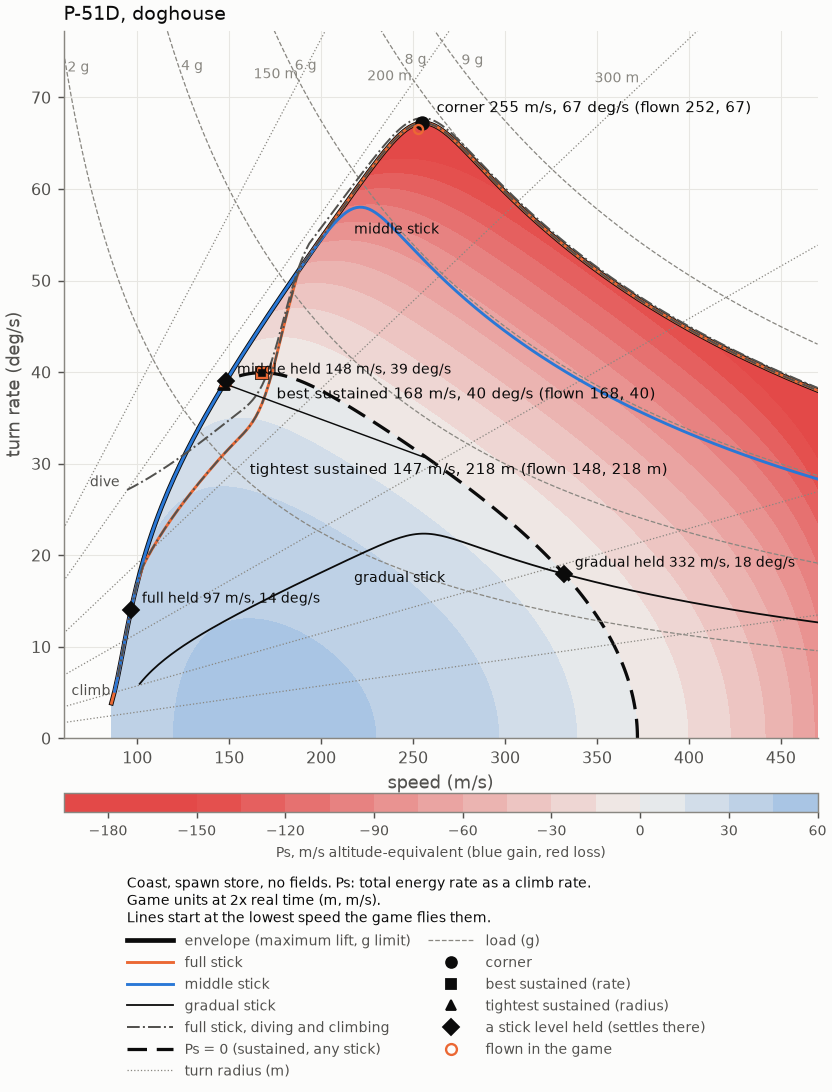 P-51D, doghouse
2 g
4 g
150 m
6 g
200 m
8 g
9 g
300 m
corner 255 m/s, 67 deg/s (flown 252, 67)
middle stick
middle held 148 m/s, 39 deg/s
best sustained 168 m/s, 40 deg/s (flown 168, 40)
tightest sustained 147 m/s, 218 m (flown 148, 218 m)
dive
gradual held 332 m/s, 18 deg/s
gradual stick
full held 97 m/s, 14 deg/s
climb
turn rate (deg/s)
70
60
50
40
30
20
10
0
100 150 200 250 300 350 400 450
speed (m/s)
−180 −150 −120 −90 −60 −30 0 30 60
Ps, m/s altitude-equivalent (blue gain, red loss)
Coast, spawn store, no fields. Ps: total energy rate as a climb rate.
Game units at 2x real time (m, m/s).
Lines start at the lowest speed the game flies them.
envelope (maximum lift, g limit)
full stick
middle stick
gradual stick
full stick, diving and climbing
Ps = 0 (sustained, any stick)
turn radius (m)
load (g)
corner
best sustained (rate)
tightest sustained (radius)
a stick level held (settles there)
flown in the game